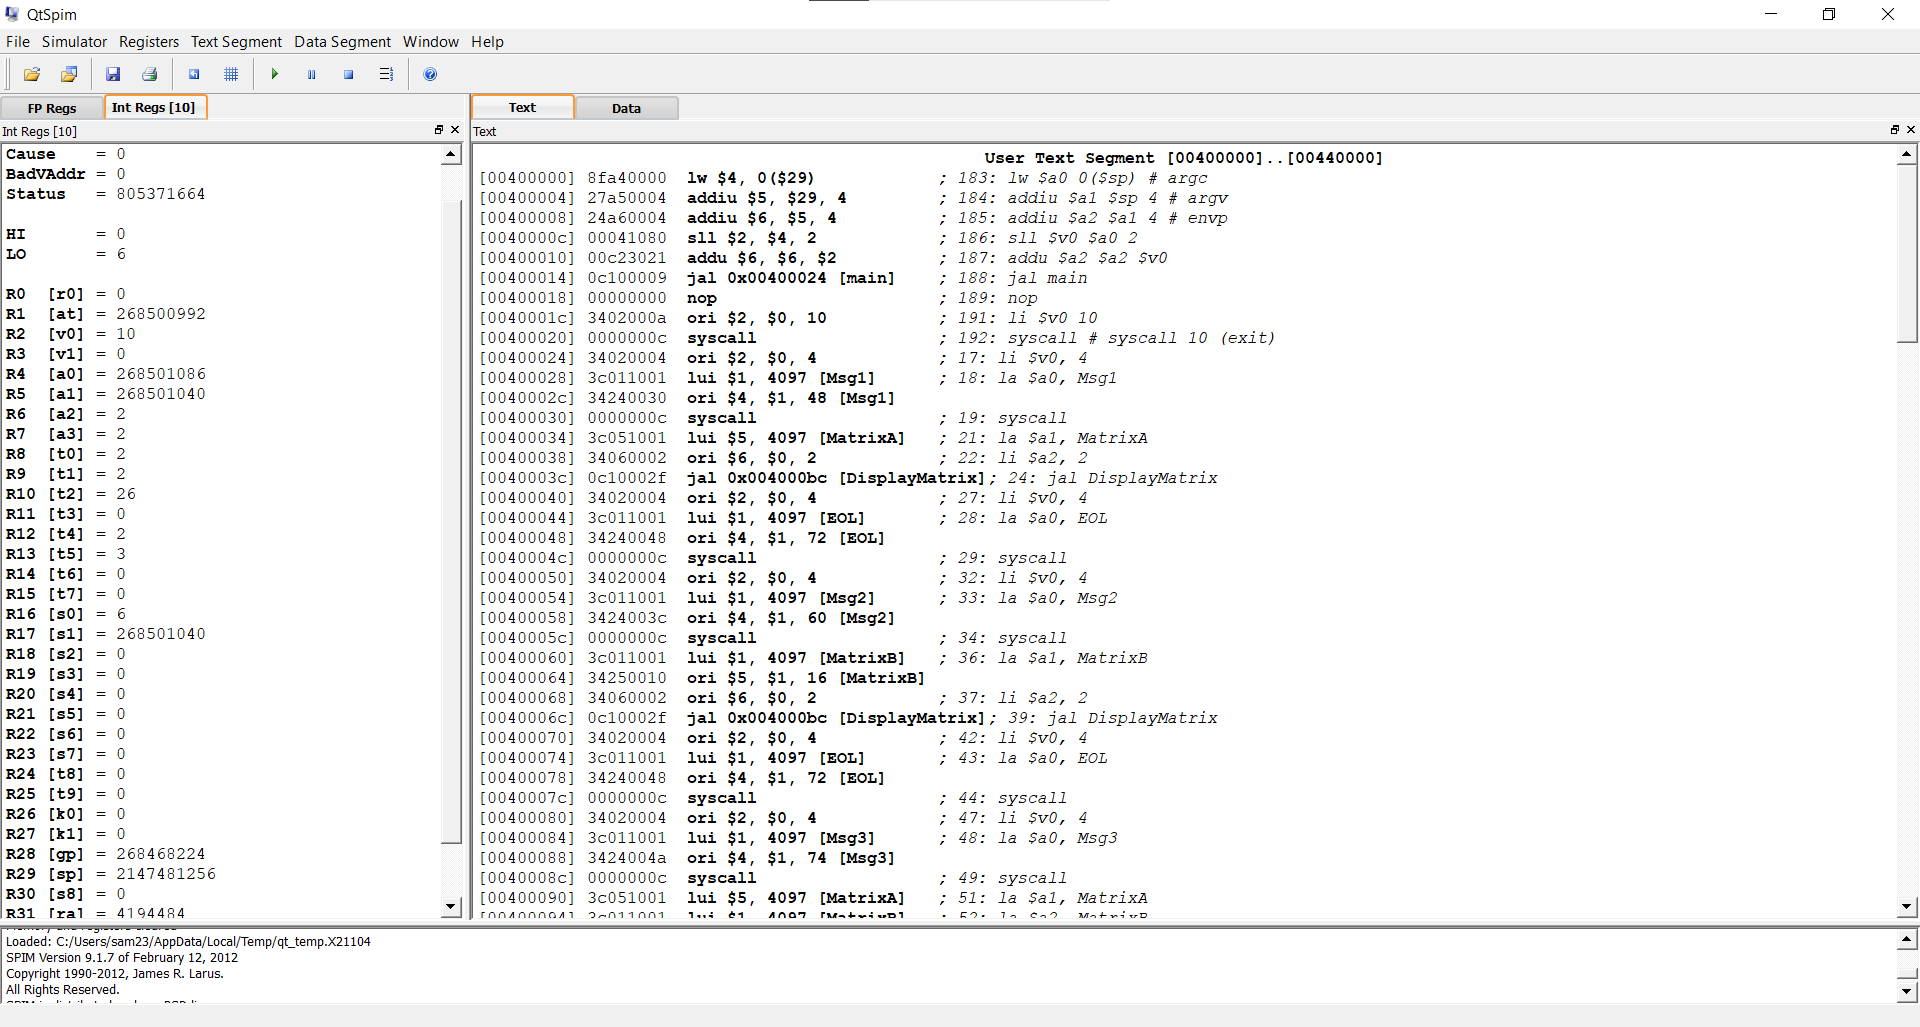 QtSpim
File Simulator Registers Text Segment Data Segment Window Help
FP Regs Int Regs [10]
Int Regs [10]
Cause = 0
BadVAddr = 0
Status = 805371664
HI = 0
LO = 6
R0 [r0] = 0
R1 [at] = 268500992
R2 [v0] = 10
R3 [v1] = 0
R4 [a0] = 268501086
R5 [a1] = 268501040
R6 [a2] = 2
R7 [a3] = 2
R8 [t0] = 2
R9 [t1] = 2
R10 [t2] = 26
R11 [t3] = 0
R12 [t4] = 2
R13 [t5] = 3
R14 [t6] = 0
R15 [t7] = 0
R16 [s0] = 6
R17 [s1] = 268501040
R18 [s2] = 0
R19 [s3] = 0
R20 [s4] = 0
R21 [s5] = 0
R22 [s6] = 0
R23 [s7] = 0
R24 [t8] = 0
R25 [t9] = 0
R26 [k0] = 0
R27 [k1] = 0
R28 [gp] = 268468224
R29 [sp] = 2147481256
R30 [s8] = 0
R31 [ra] = 4194484
Text Data
Text
User Text Segment [00400000]..[00440000]
[00400000] 8fa40000 lw $4, 0($29) ; 183: lw $a0 0($sp) # argc
[00400004] 27a50004 addiu $5, $29, 4 ; 184: addiu $a1 $sp 4 # argv
[00400008] 24a60004 addiu $6, $5, 4 ; 185: addiu $a2 $a1 4 # envp
[0040000c] 00041080 sll $2, $4, 2 ; 186: sll $v0 $a0 2
[00400010] 00c23021 addu $6, $6, $2 ; 187: addu $a2 $a2 $v0
[00400014] 0c100009 jal 0x00400024 [main] ; 188: jal main
[00400018] 00000000 nop ; 189: nop
[0040001c] 3402000a ori $2, $0, 10 ; 191: li $v0 10
[00400020] 0000000c syscall ; 192: syscall # syscall 10 (exit)
[00400024] 34020004 ori $2, $0, 4 ; 17: li $v0, 4
[00400028] 3c011001 lui $1, 4097 [Msg1] ; 18: la $a0, Msg1
[0040002c] 34240030 ori $4, $1, 48 [Msg1]
[00400030] 0000000c syscall ; 19: syscall
[00400034] 3c051001 lui $5, 4097 [MatrixA] ; 21: la $a1, MatrixA
[00400038] 34060002 ori $6, $0, 2 ; 22: li $a2, 2
[0040003c] 0c10002f jal 0x004000bc [DisplayMatrix]; 24: jal DisplayMatrix
[00400040] 34020004 ori $2, $0, 4 ; 27: li $v0, 4
[00400044] 3c011001 lui $1, 4097 [EOL] ; 28: la $a0, EOL
[00400048] 34240048 ori $4, $1, 72 [EOL]
[0040004c] 0000000c syscall ; 29: syscall
[00400050] 34020004 ori $2, $0, 4 ; 32: li $v0, 4
[00400054] 3c011001 lui $1, 4097 [Msg2] ; 33: la $a0, Msg2
[00400058] 3424003c ori $4, $1, 60 [Msg2]
[0040005c] 0000000c syscall ; 34: syscall
[00400060] 3c011001 lui $1, 4097 [MatrixB] ; 36: la $a1, MatrixB
[00400064] 34250010 ori $5, $1, 16 [MatrixB]
[00400068] 34060002 ori $6, $0, 2 ; 37: li $a2, 2
[0040006c] 0c10002f jal 0x004000bc [DisplayMatrix]; 39: jal DisplayMatrix
[00400070] 34020004 ori $2, $0, 4 ; 42: li $v0, 4
[00400074] 3c011001 lui $1, 4097 [EOL] ; 43: la $a0, EOL
[00400078] 34240048 ori $4, $1, 72 [EOL]
[0040007c] 0000000c syscall ; 44: syscall
[00400080] 34020004 ori $2, $0, 4 ; 47: li $v0, 4
[00400084] 3c011001 lui $1, 4097 [Msg3] ; 48: la $a0, Msg3
[00400088] 3424004a ori $4, $1, 74 [Msg3]
[0040008c] 0000000c syscall ; 49: syscall
[00400090] 3c051001 lui $5, 4097 [MatrixA] ; 51: la $a1, MatrixA
[00400094] 3c011001 lui $1, 4097 [MatrixB] ; 52: la $a2, MatrixB
Memory and registers cleared
Loaded: C:/Users/sam23/AppData/Local/Temp/qt_temp.X21104
SPIM Version 9.1.7 of February 12, 2012
Copyright 1990-2012, James R. Larus.
All Rights Reserved.